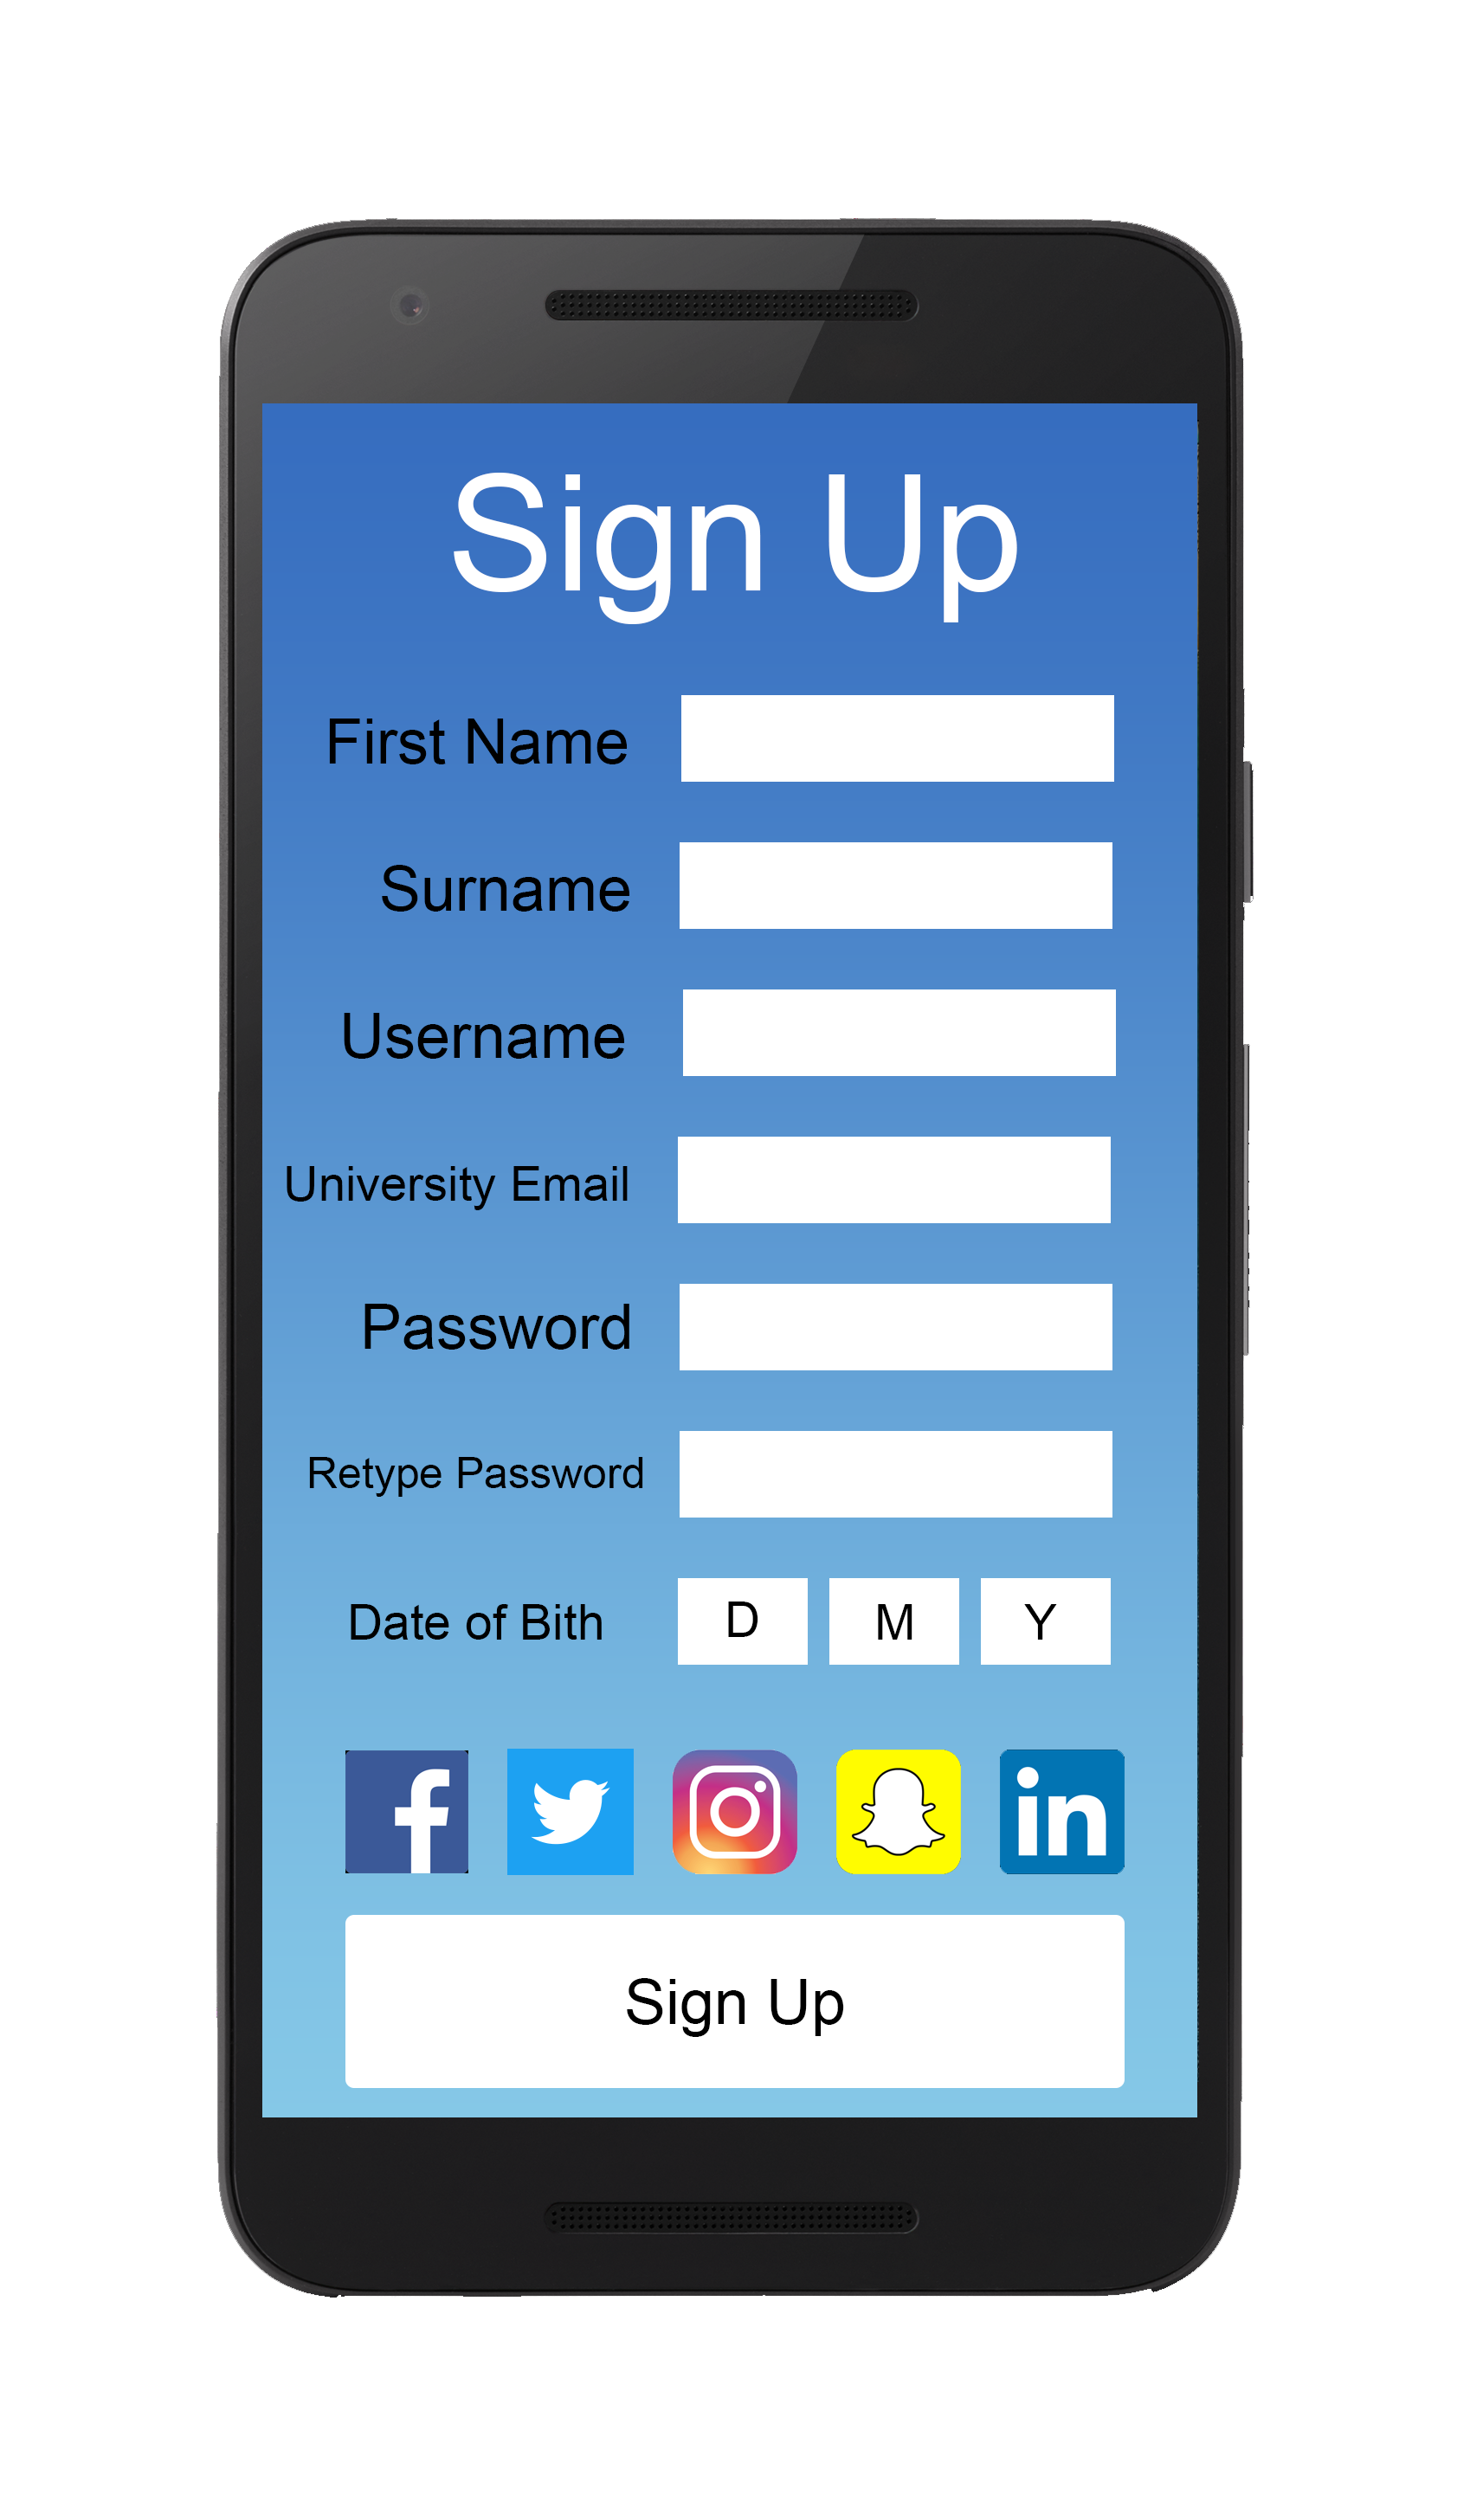 Sign Up
First Name
Surname
Username
University Email
Password
Retype Password
Date of Bith D M Y
f in
Sign Up